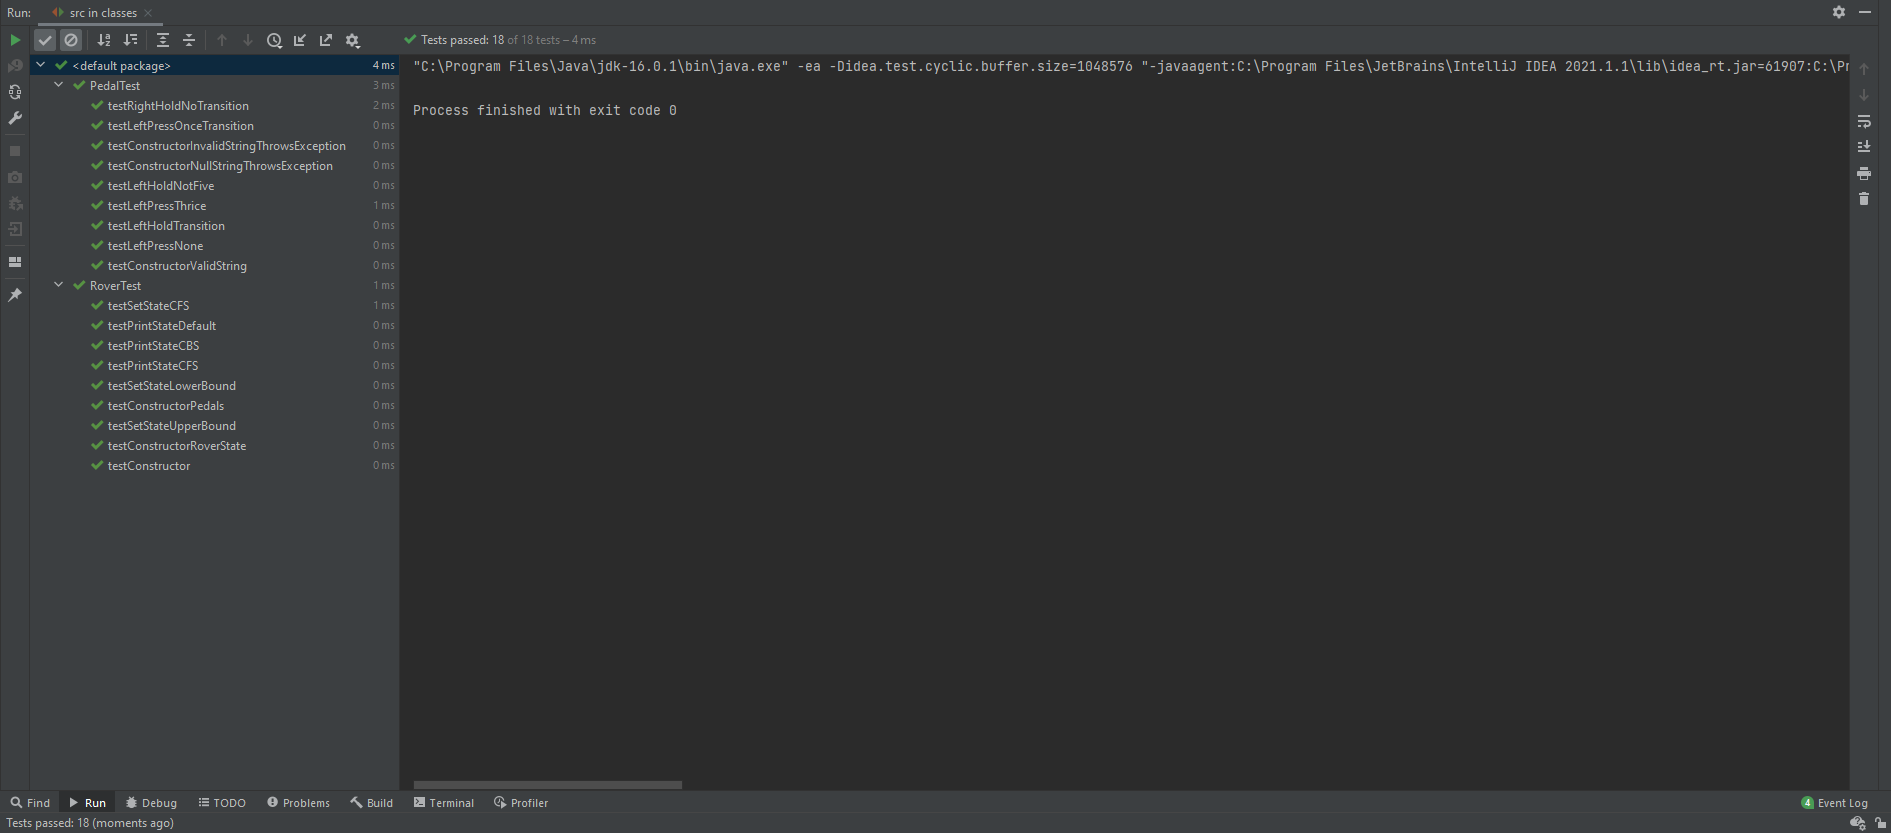 Run: src in classes
Tests passed: 18 of 18 tests – 4 ms
<default package> 4 ms
PedalTest 3 ms
testRightHoldNoTransition 2 ms
testLeftPressOnceTransition 0 ms
testConstructorInvalidStringThrowsException 0 ms
testConstructorNullStringThrowsException 0 ms
testLeftHoldNotFive 0 ms
testLeftPressThrice 1 ms
testLeftHoldTransition 0 ms
testLeftPressNone 0 ms
testConstructorValidString 0 ms
RoverTest 1 ms
testSetStateCFS 1 ms
testPrintStateDefault 0 ms
testPrintStateCBS 0 ms
testPrintStateCFS 0 ms
testSetStateLowerBound 0 ms
testConstructorPedals 0 ms
testSetStateUpperBound 0 ms
testConstructorRoverState 0 ms
testConstructor 0 ms
"C:\Program Files\Java\jdk-16.0.1\bin\java.exe" -ea -Didea.test.cyclic.buffer.size=1048576 "-javaagent:C:\Program Files\JetBrains\IntelliJ IDEA 2021.1.1\lib\idea_rt.jar=61907:C:\Pr
Process finished with exit code 0
Find Run Debug TODO Problems Build Terminal Profiler 4 Event Log
Tests passed: 18 (moments ago)